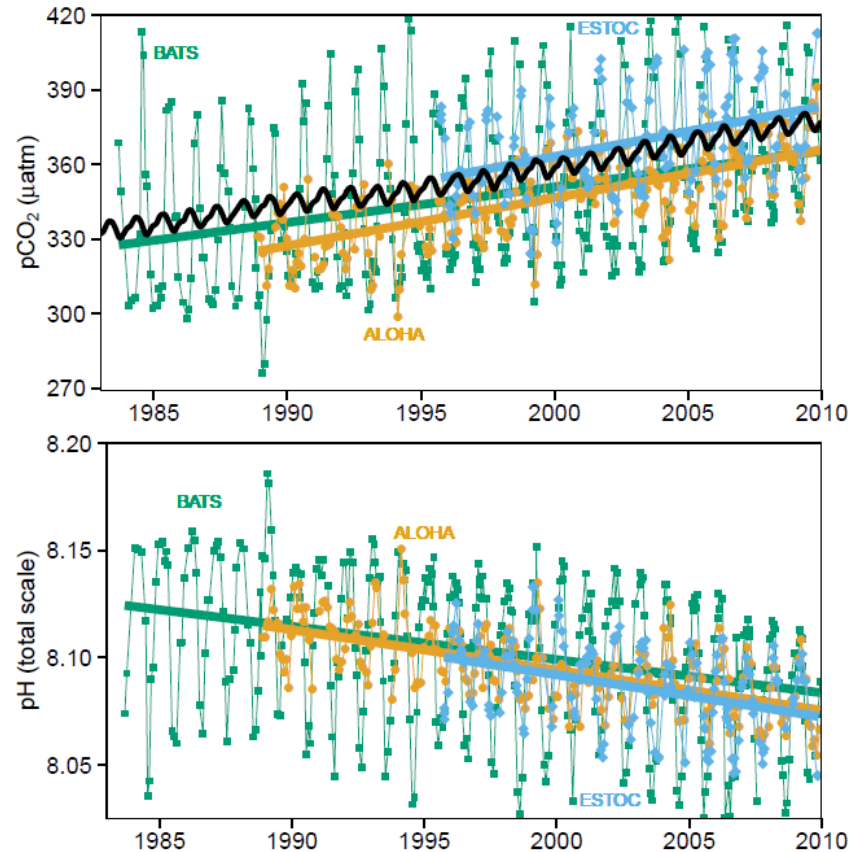 420
390
360
330
300
270
pCO₂ (μatm)
BATS
ESTOC
ALOHA
1985 1990 1995 2000 2005 2010
8.20
8.15
8.10
8.05
pH (total scale)
BATS
ALOHA
ESTOC
1985 1990 1995 2000 2005 2010